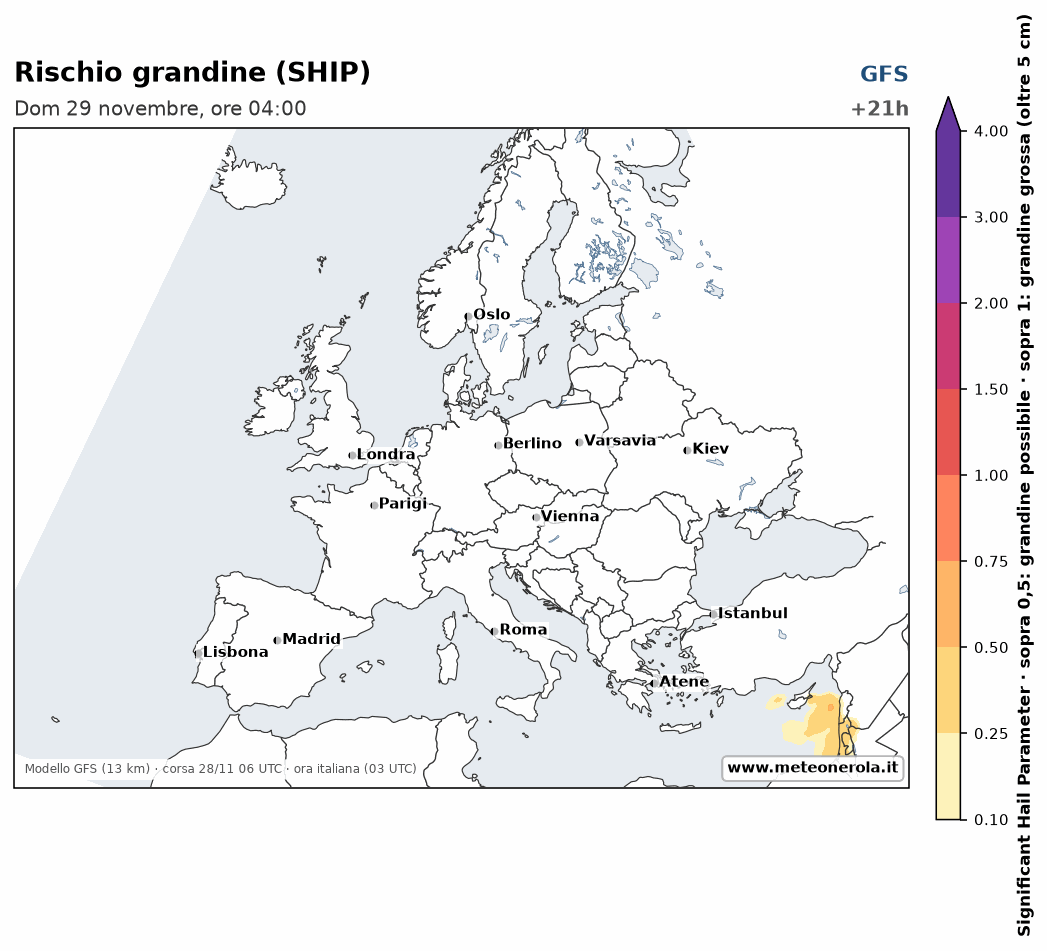 Rischio grandine (SHIP)
GFS
Dom 29 novembre, ore 04:00
+21h
Oslo
Londra
Berlino
Varsavia
Kiev
Parigi
Vienna
Istanbul
Roma
Madrid
Lisbona
Atene
Modello GFS (13 km) · corsa 28/11 06 UTC · ora italiana (03 UTC)
www.meteonerola.it
4.00
3.00
2.00
1.50
1.00
0.75
0.50
0.25
0.10
Significant Hail Parameter · sopra 0,5: grandine possibile · sopra 1: grandine grossa (oltre 5 cm)